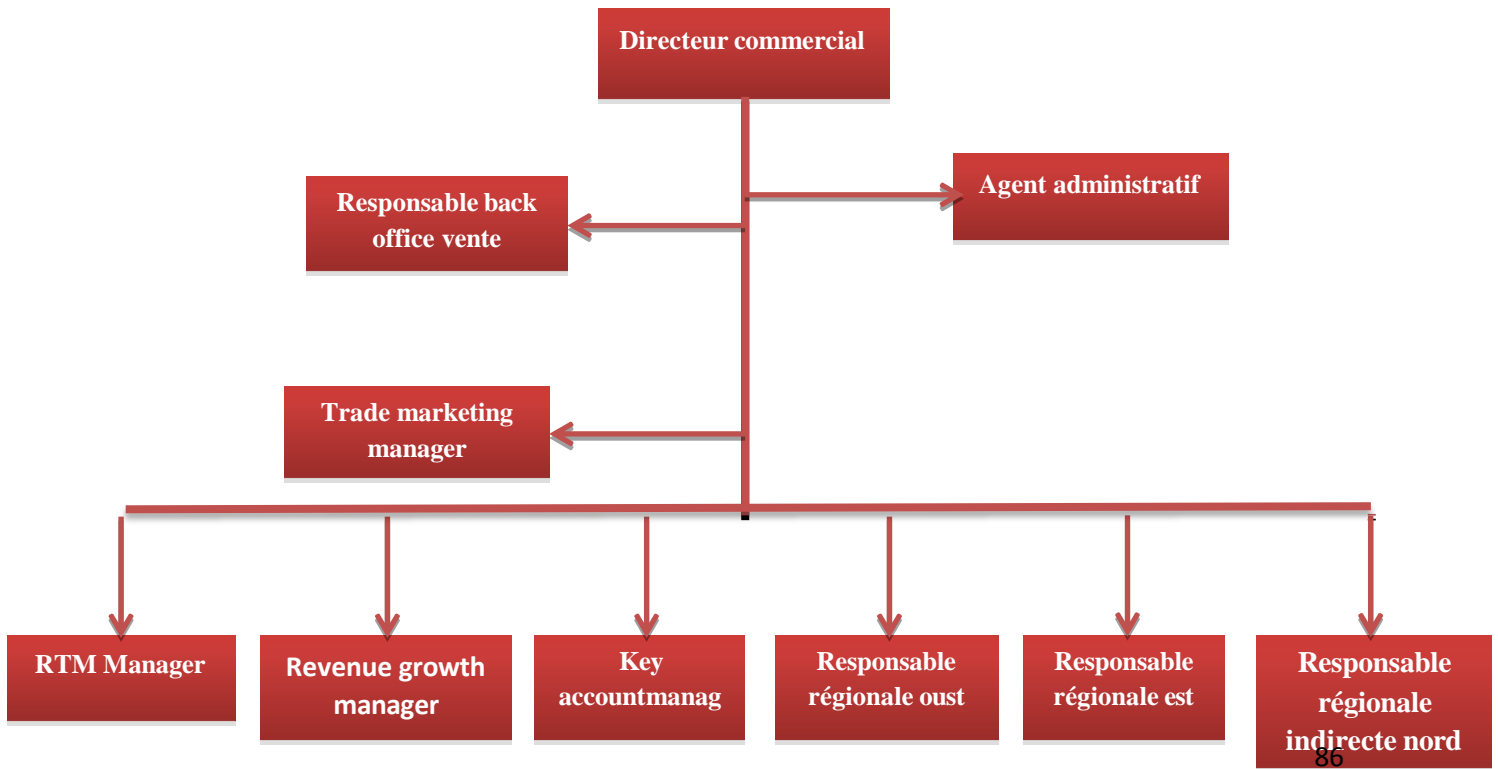 Directeur commercial
Agent administratif
Responsable back
office vente
Trade marketing
manager
RTM Manager
Revenue growth
manager
Key
accountmanag
Responsable
régionale oust
Responsable
régionale est
Responsable
régionale
indirecte nord
86